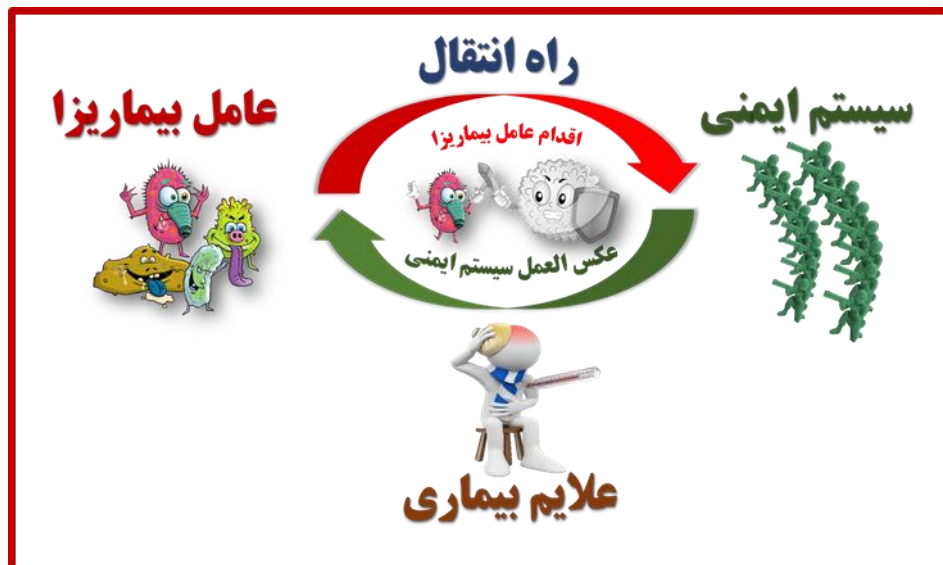 راه انتقال
سیستم ایمنی
عامل بیماریزا
اقدام عامل بیماریزا
عکس العمل سیستم ایمنی
علایم بیماری